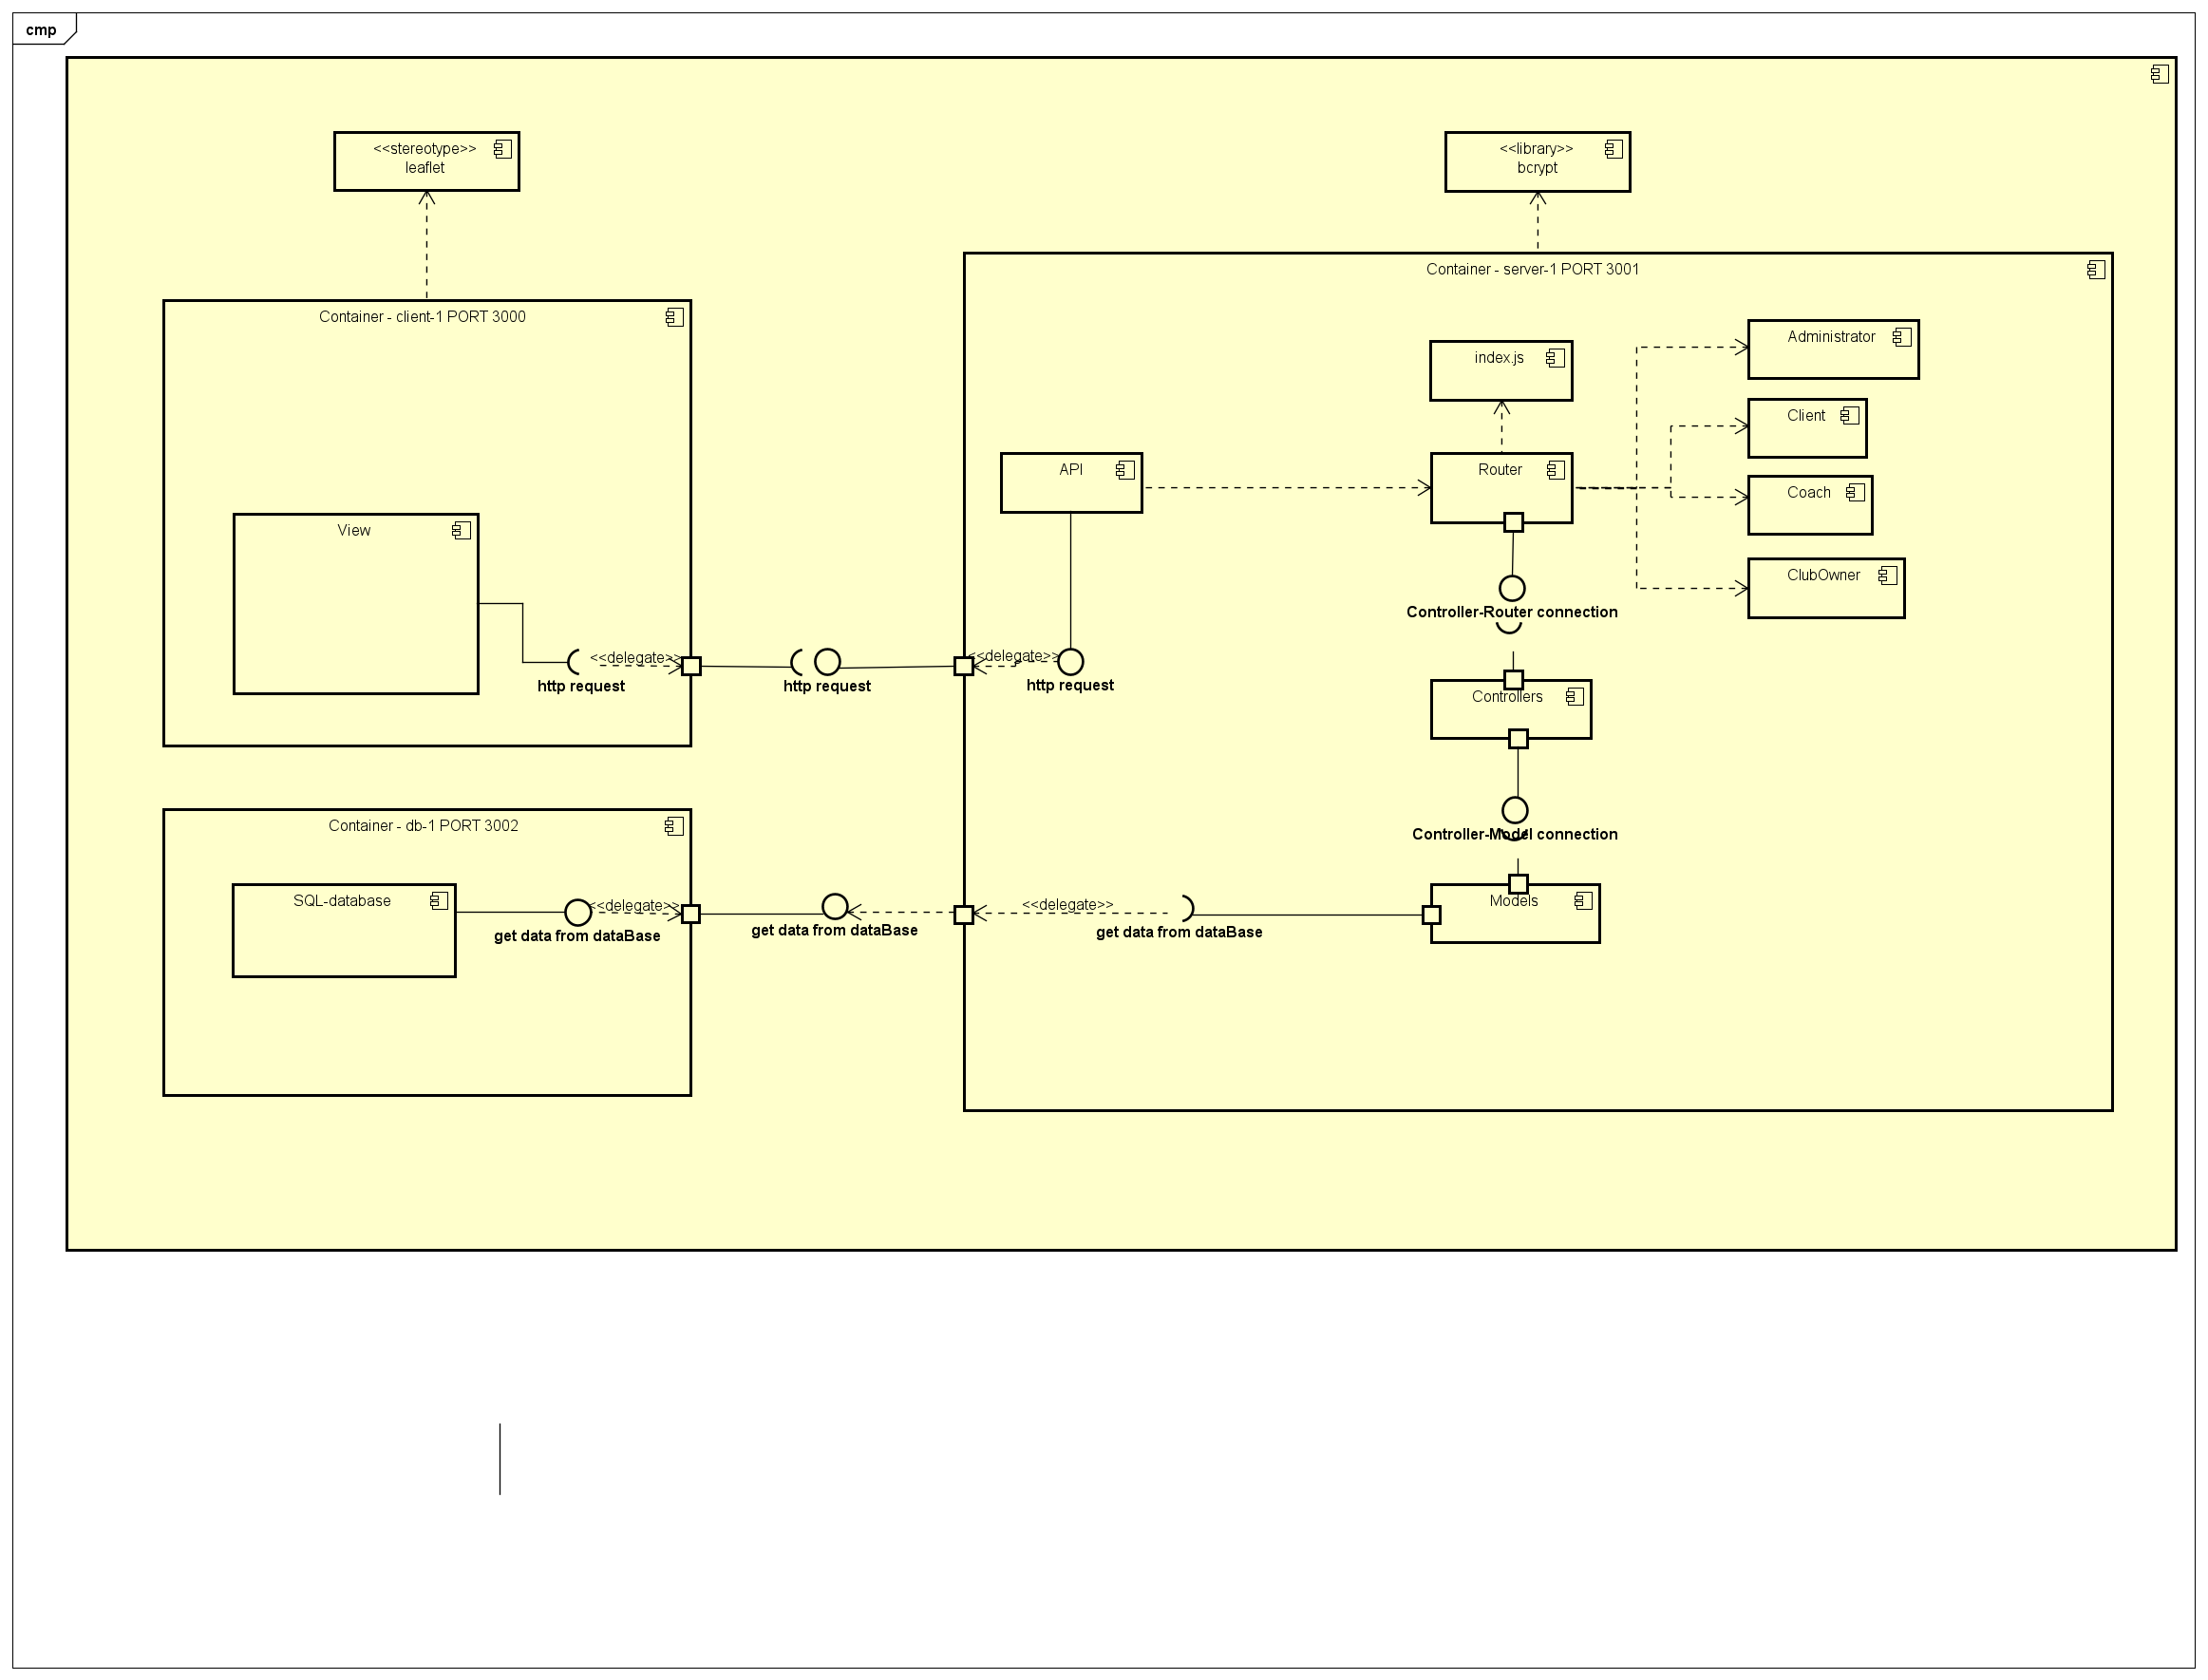 cmp
<<stereotype>>
leaflet
<<library>>
bcrypt
Container - server-1 PORT 3001
Container - client-1 PORT 3000
Administrator
index.js
Client
API
Router
Coach
View
ClubOwner
Controller-Router connection
<<delegate>>
http request
http request
<<delegate>>
http request
Controllers
Container - db-1 PORT 3002
Controller-Model connection
SQL-database
<<delegate>>
get data from dataBase
get data from dataBase
<<delegate>>
get data from dataBase
Models